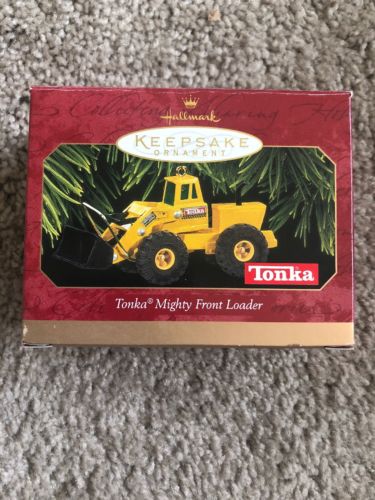 Hallmark
KEEPSAKE
ORNAMENT
Tonka
Tonka
Tonka® Mighty Front Loader